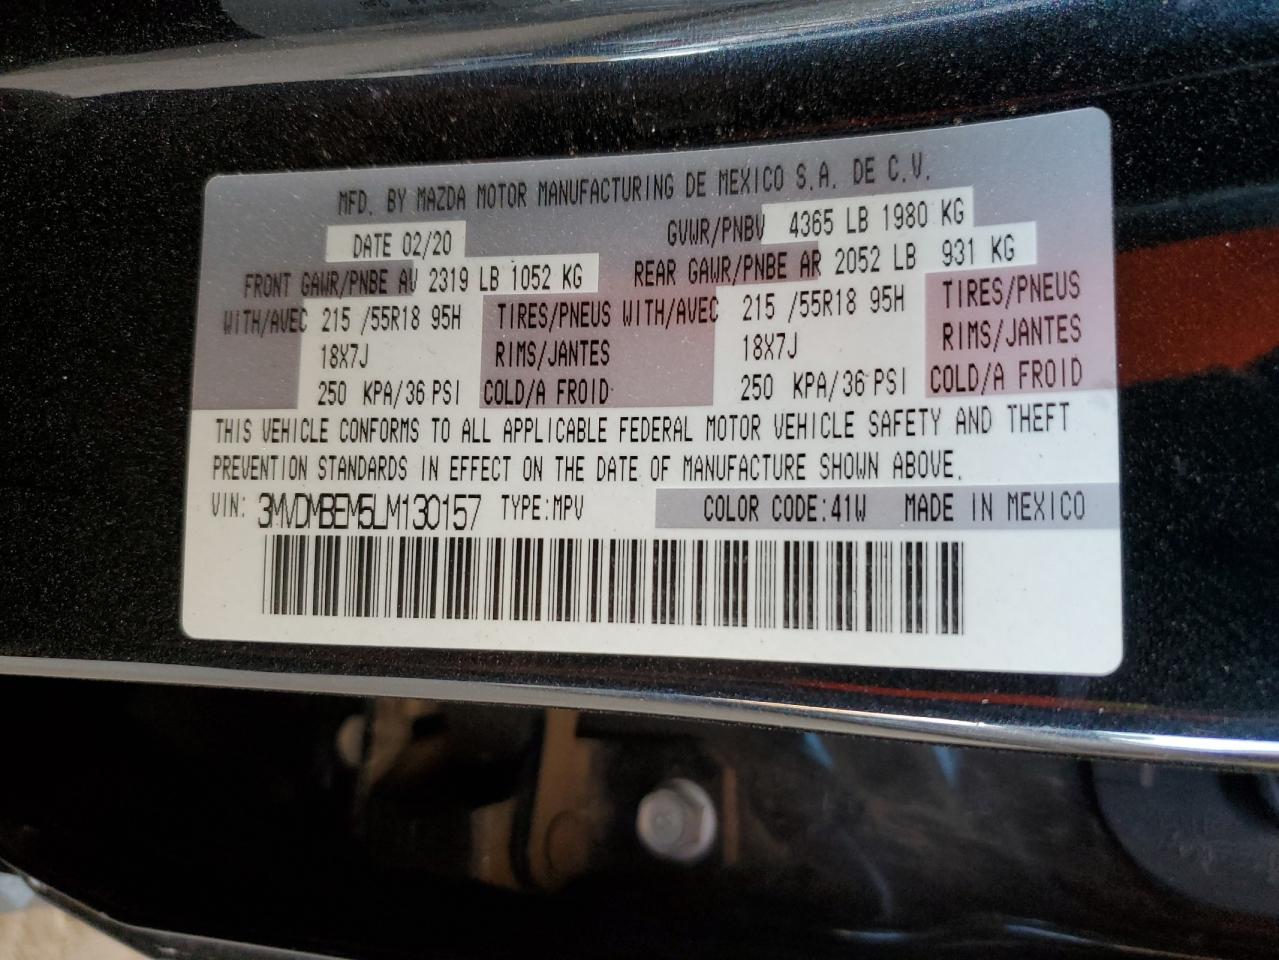 MFD. BY MAZDA MOTOR MANUFACTURING DE MEXICO S.A. DE C.V.
DATE 02/20 GVWR/PNBV 4365 LB 1980 KG
FRONT GAWR/PNBE AV 2319 LB 1052 KG REAR GAWR/PNBE AR 2052 LB 931 KG
WITH/AVEC 215 /55R18 95H TIRES/PNEUS WITH/AVEC 215 /55R18 95H TIRES/PNEUS
18X7J RIMS/JANTES 18X7J RIMS/JANTES
250 KPA/36 PSI COLD/A FROID 250 KPA/36 PSI COLD/A FROID
THIS VEHICLE CONFORMS TO ALL APPLICABLE FEDERAL MOTOR VEHICLE SAFETY AND THEFT
PREVENTION STANDARDS IN EFFECT ON THE DATE OF MANUFACTURE SHOWN ABOVE.
VIN: 3MVDMBEM5LM130157 TYPE:MPV COLOR CODE:41W MADE IN MEXICO